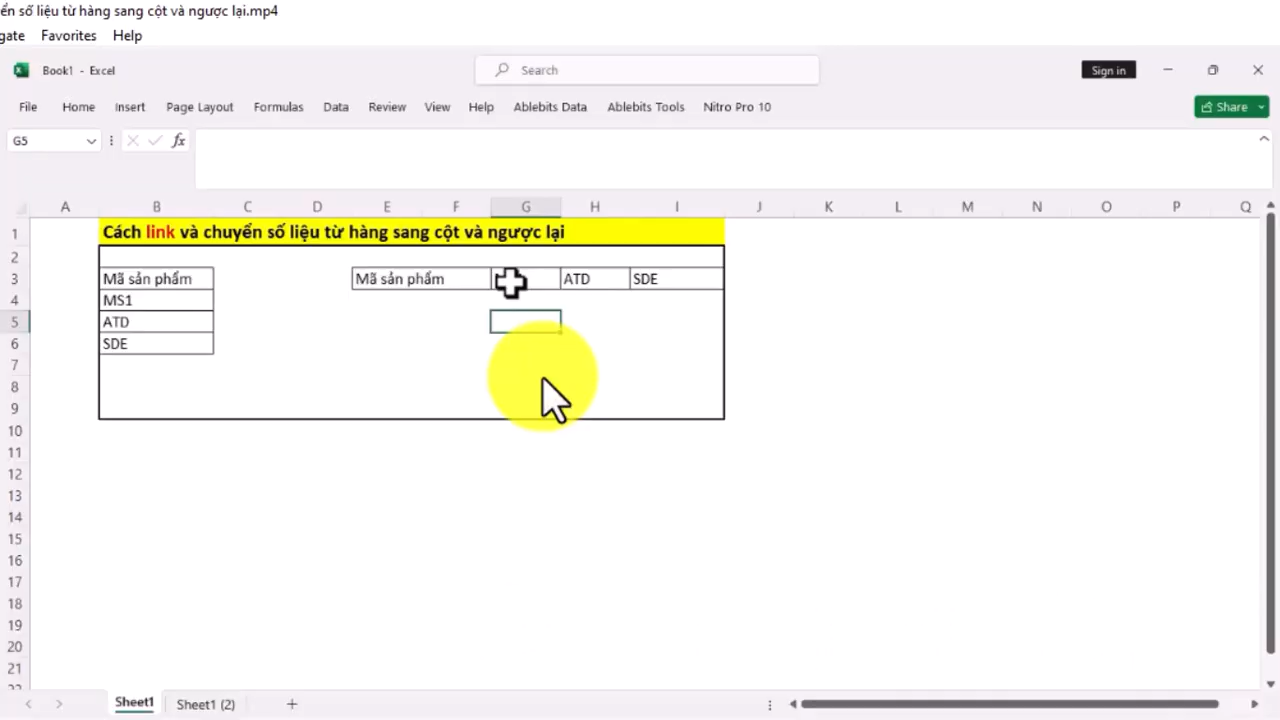 ển số liệu từ hàng sang cột và ngược lại.mp4
gate Favorites Help
Book1 - Excel Search Sign in
File Home Insert Page Layout Formulas Data Review View Help Ablebits Data Ablebits Tools Nitro Pro 10 Share
G5 fx
A B C D E F G H I J K L M N O P Q
1 Cách link và chuyển số liệu từ hàng sang cột và ngược lại
2
3 Mã sản phẩm Mã sản phẩm ATD SDE
4 MS1
5 ATD
6 SDE
7
8
9
10
11
12
13
14
15
16
17
18
19
20
21
Sheet1 Sheet1 (2)